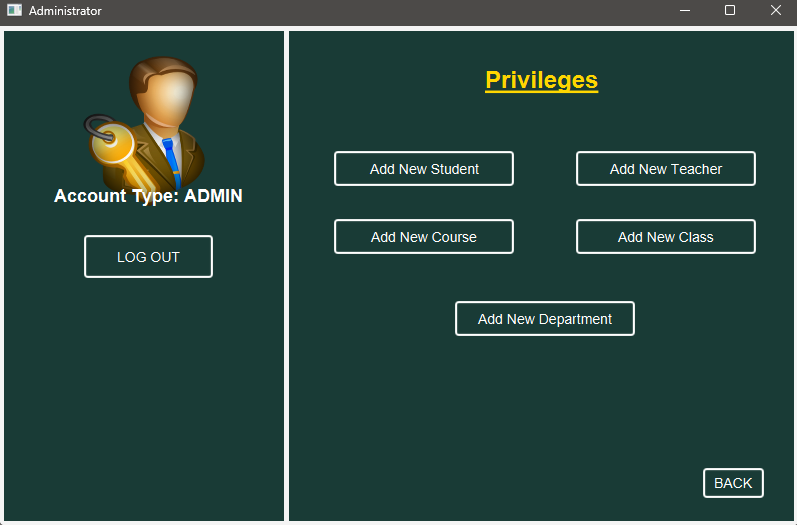 Administrator
Account Type: ADMIN
LOG OUT
Privileges
Add New Student
Add New Teacher
Add New Course
Add New Class
Add New Department
BACK